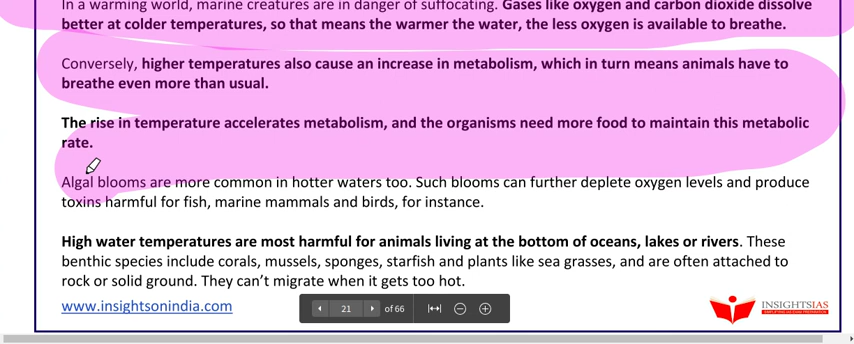 In a warming world, marine creatures are in danger of suffocating. Gases like oxygen and carbon dioxide dissolve
better at colder temperatures, so that means the warmer the water, the less oxygen is available to breathe.
Conversely, higher temperatures also cause an increase in metabolism, which in turn means animals have to
breathe even more than usual.
The rise in temperature accelerates metabolism, and the organisms need more food to maintain this metabolic
rate.
Algal blooms are more common in hotter waters too. Such blooms can further deplete oxygen levels and produce
toxins harmful for fish, marine mammals and birds, for instance.
High water temperatures are most harmful for animals living at the bottom of oceans, lakes or rivers. These
benthic species include corals, mussels, sponges, starfish and plants like sea grasses, and are often attached to
rock or solid ground. They can't migrate when it gets too hot.
www.insightsonindia.com
21 of 66
INSIGHTSIAS